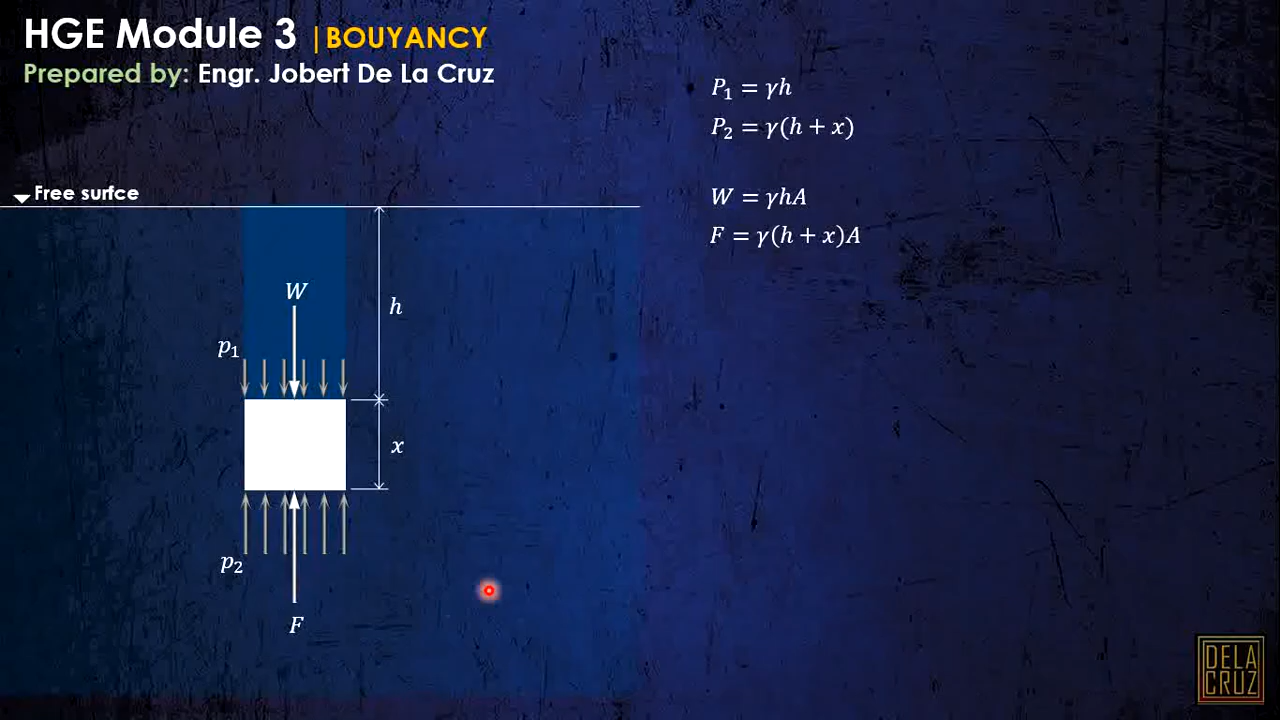 HGE Module 3 |BOUYANCY
Prepared by: Engr. Jobert De La Cruz
P₁ = γh
P₂ = γ(h + x)
Free surfce
W = γhA
F = γ(h + x)A
W
h
p₁
x
p₂
F
DELA
CRUZ